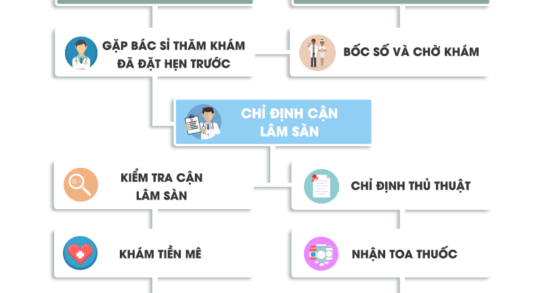 GẶP BÁC SỈ THĂM KHÁM
ĐÃ ĐẶT HẸN TRƯỚC
BỐC SỐ VÀ CHỜ KHÁM
CHỈ ĐỊNH CẬN
LÂM SÀN
KIỂM TRA CẬN
LÂM SÀN
CHỈ ĐỊNH THỦ THUẬT
KHÁM TIỀN MÊ
NHẬN TOA THUỐC